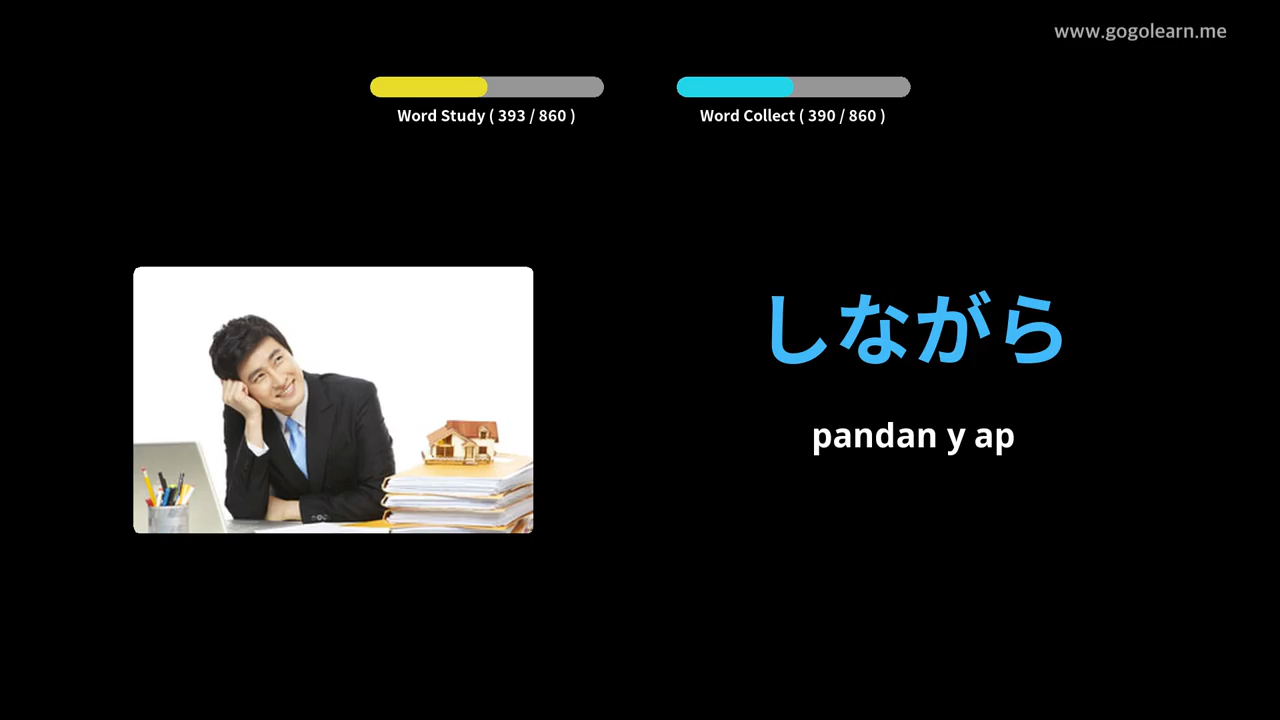 www.gogolearn.me
Word Study ( 393 / 860 )
Word Collect ( 390 / 860 )
しながら
pandan y ap